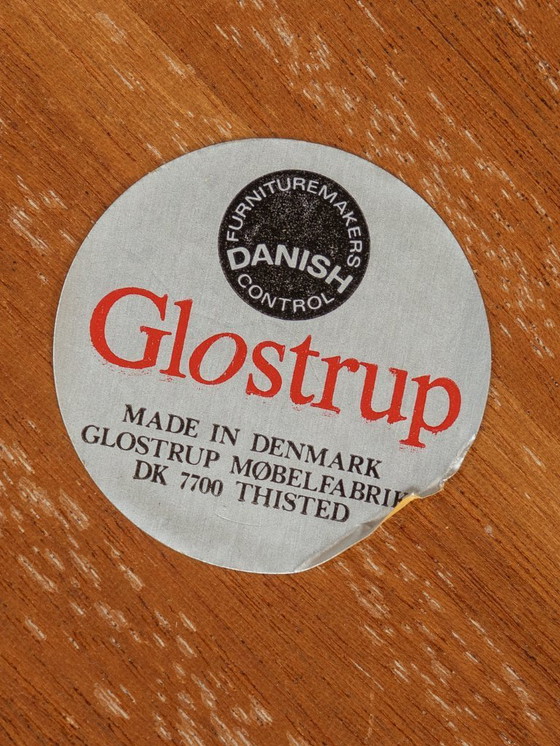 FURNITUREMAKERS
DANISH
CONTROL
Glostrup
MADE IN DENMARK
GLOSTRUP MØBELFABRIK
DK 7700 THISTED